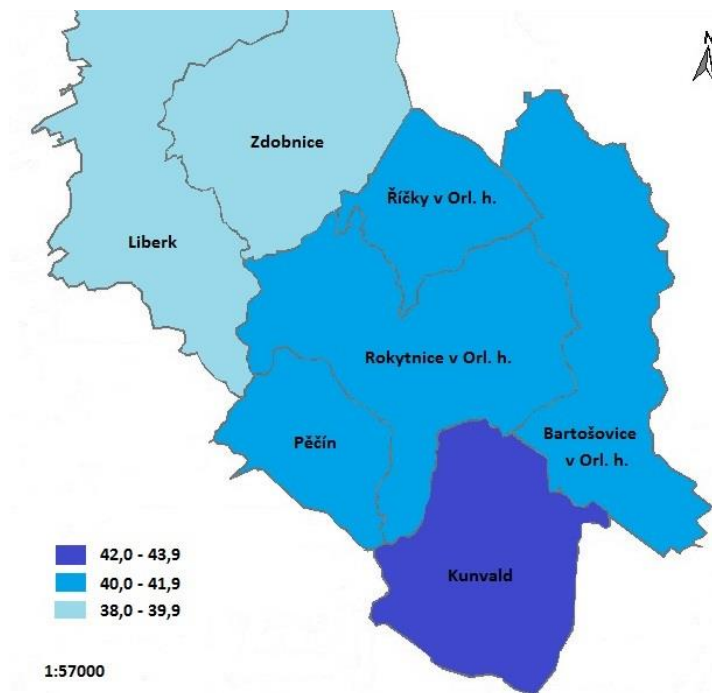 N
Zdobnice
Říčky v Orl. h.
Liberk
Rokytnice v Orl. h.
Pěčín
Bartošovice
v Orl. h.
42,0 - 43,9
40,0 - 41,9
38,0 - 39,9
Kunvald
1:57000